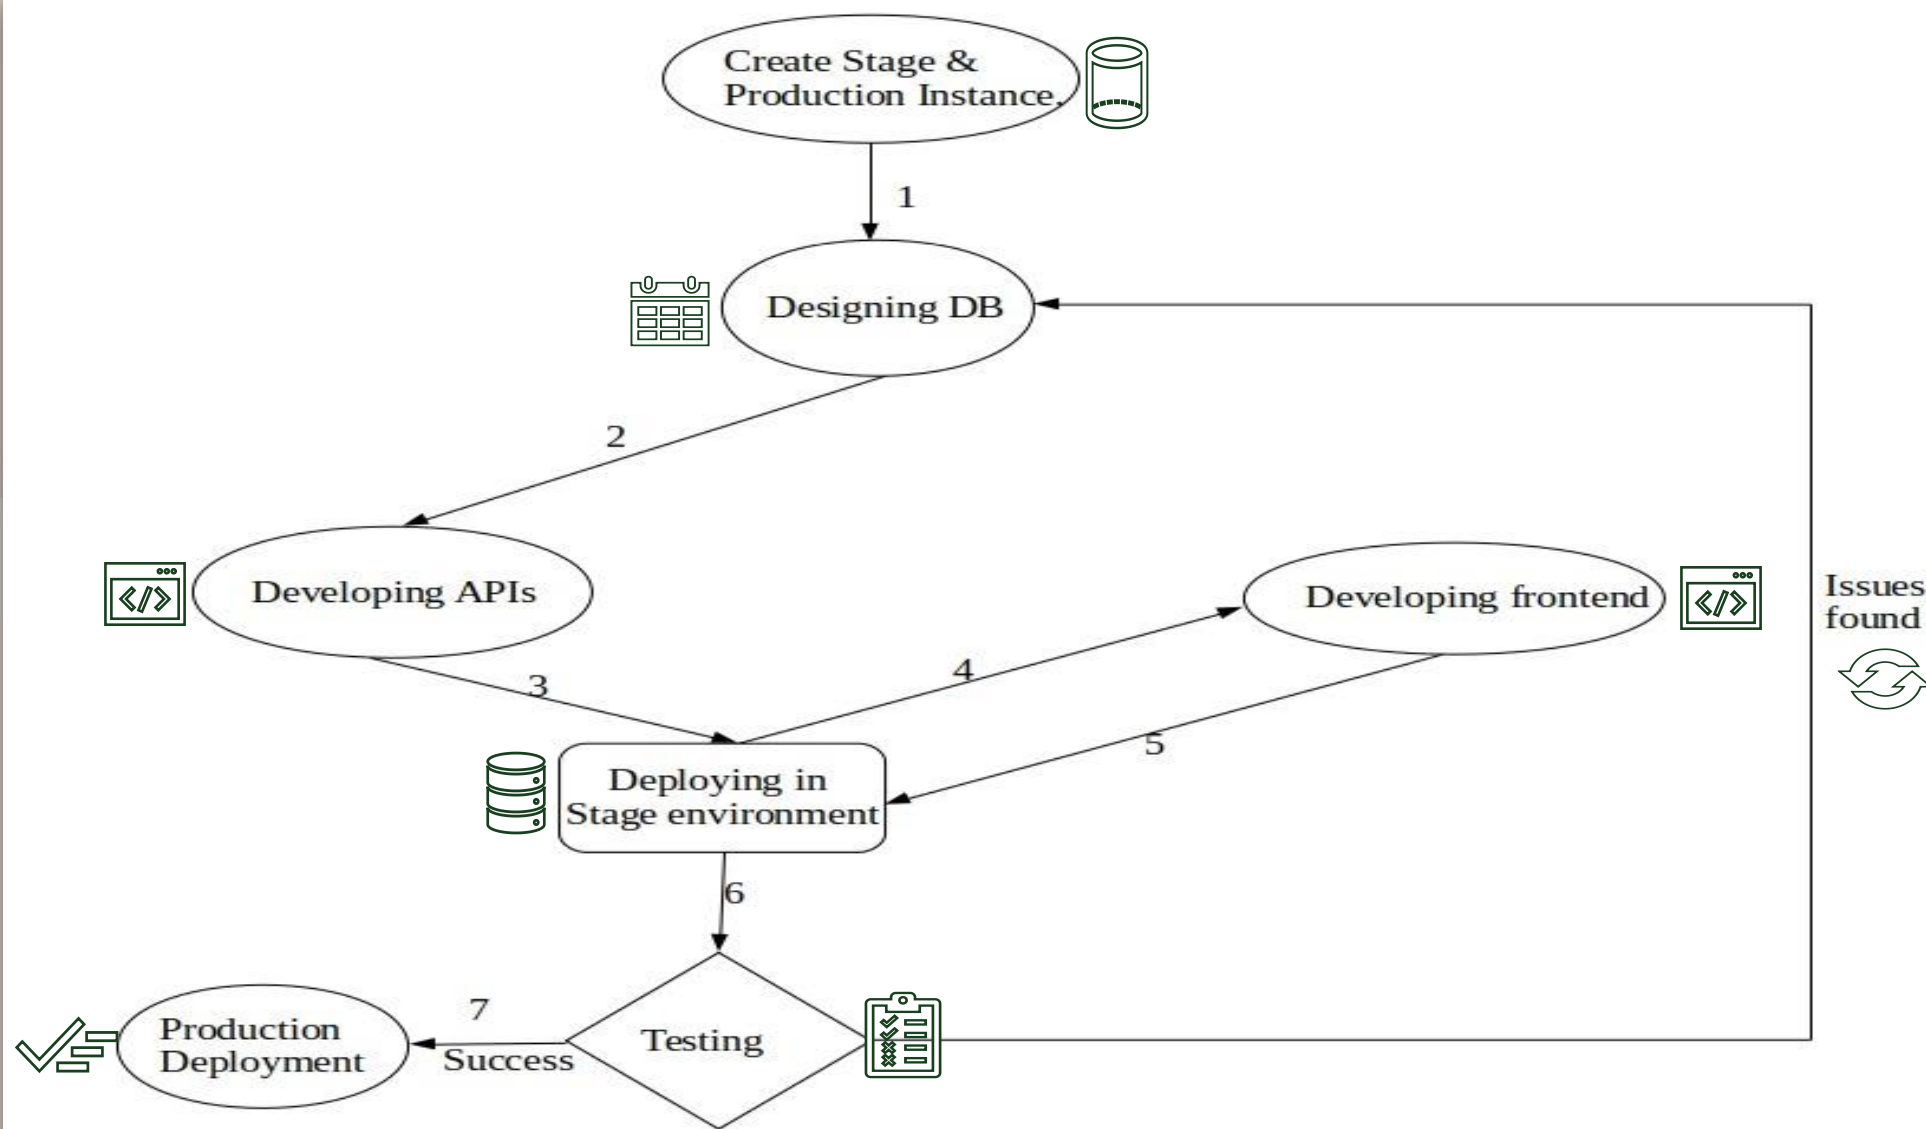 Create Stage &
Production Instance.
1
Designing DB
2
Developing APIs
Developing frontend
Issues
found
3
4
5
Deploying in
Stage environment
6
7
Production
Deployment
Success
Testing